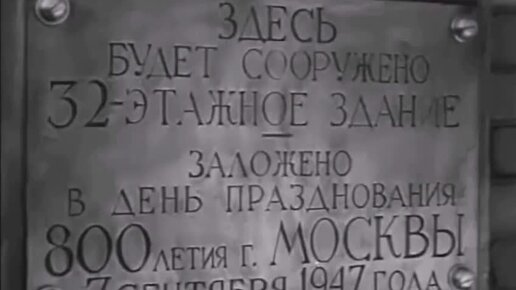 ЗДЕСЬ
БУДЕТ СООРУЖЕНО
32-ЭТАЖНОЕ ЗДАНИЕ
ЗАЛОЖЕНО
В ДЕНЬ ПРАЗДНОВАНИЯ
800ЛЕТИЯ Г. МОСКВЫ
7 СЕНТЯБРЯ 1947 ГОДА